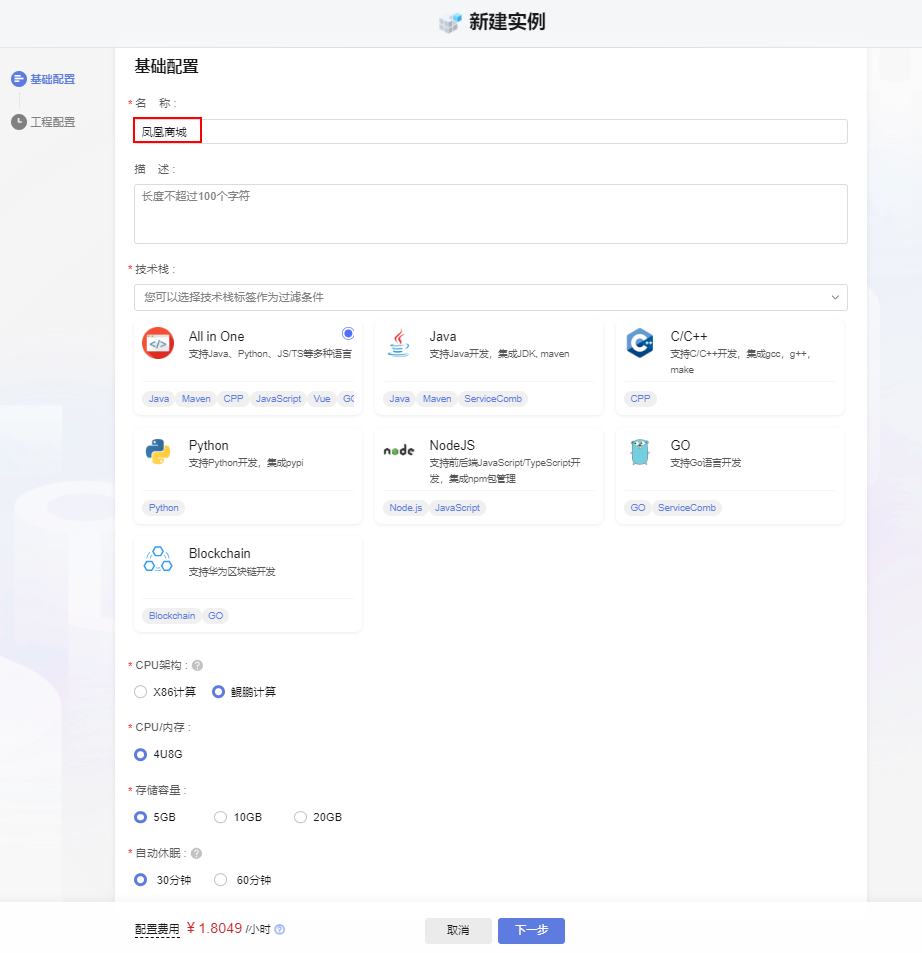 新建实例
基础配置
工程配置
基础配置
* 名 称 :
凤凰商城
描 述 :
长度不超过100个字符
* 技术栈 :
您可以选择技术栈标签作为过滤条件
All in One
支持Java、Python、JS/TS等多种语言
Java Maven CPP JavaScript Vue GO
Java
支持Java开发，集成JDK, maven
Java Maven ServiceComb
C/C++
支持C/C++开发，集成gcc，g++，
make
CPP
Python
支持Python开发，集成pypi
Python
NodeJS
支持前后端JavaScript/TypeScript开
发，集成npm包管理
Node.js JavaScript
GO
支持Go语言开发
GO ServiceComb
Blockchain
支持华为区块链开发
Blockchain GO
* CPU架构 : ?
X86计算 鲲鹏计算
* CPU/内存 :
4U8G
* 存储容量 :
5GB 10GB 20GB
* 自动休眠 : ?
30分钟 60分钟
配置费用 ¥ 1.8049 /小时 ?
取消 下一步